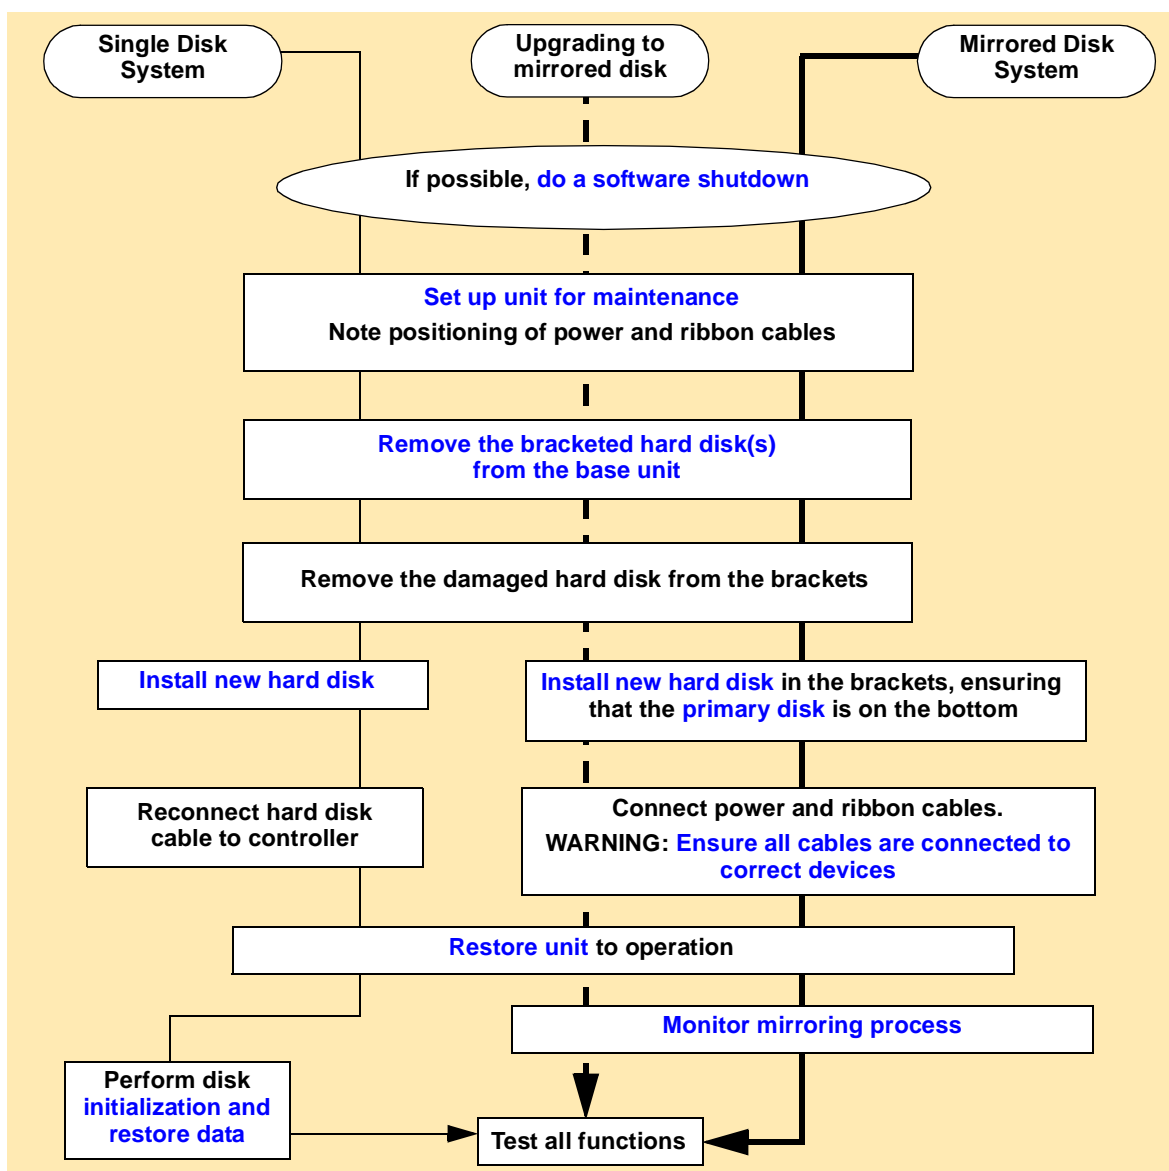 Single Disk
System
Upgrading to
mirrored disk
Mirrored Disk
System
If possible, do a software shutdown
Set up unit for maintenance
Note positioning of power and ribbon cables
Remove the bracketed hard disk(s)
from the base unit
Remove the damaged hard disk from the brackets
Install new hard disk
Install new hard disk in the brackets, ensuring
that the primary disk is on the bottom
Reconnect hard disk
cable to controller
Connect power and ribbon cables.
WARNING: Ensure all cables are connected to
correct devices
Restore unit to operation
Monitor mirroring process
Perform disk
initialization and
restore data
Test all functions